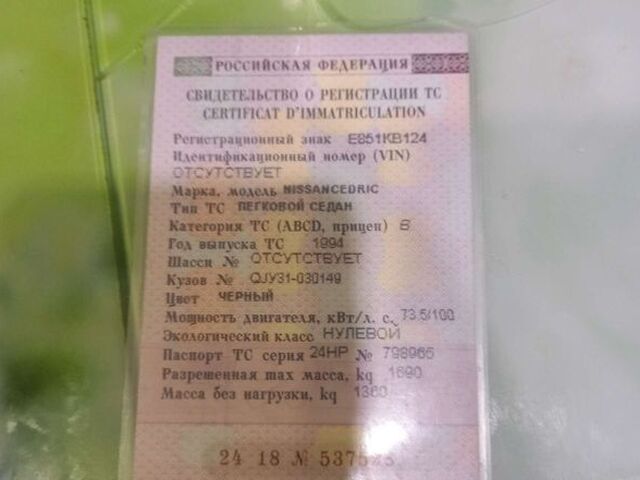 РОССИЙСКАЯ ФЕДЕРАЦИЯ
СВИДЕТЕЛЬСТВО О РЕГИСТРАЦИИ ТС
CERTIFICAT D'IMMATRICULATION
Регистрационный знак Е851КВ124
Идентификационный номер (VIN)
ОТСУТСТВУЕТ
Марка, модель NISSANCEDRIC
Тип ТС ЛЕГКОВОЙ СЕДАН
Категория ТС (ABCD, прицеп) B
Год выпуска ТС 1994
Шасси № ОТСУТСТВУЕТ
Кузов № QJY31-030149
Цвет ЧЕРНЫЙ
Мощность двигателя, кВт/л. с. 73.5/100
Экологический класс НУЛЕВОЙ
Паспорт ТС серия 24НР № 798966
Разрешенная max масса, kg 1690
Масса без нагрузки, kg 1360
24 18 №